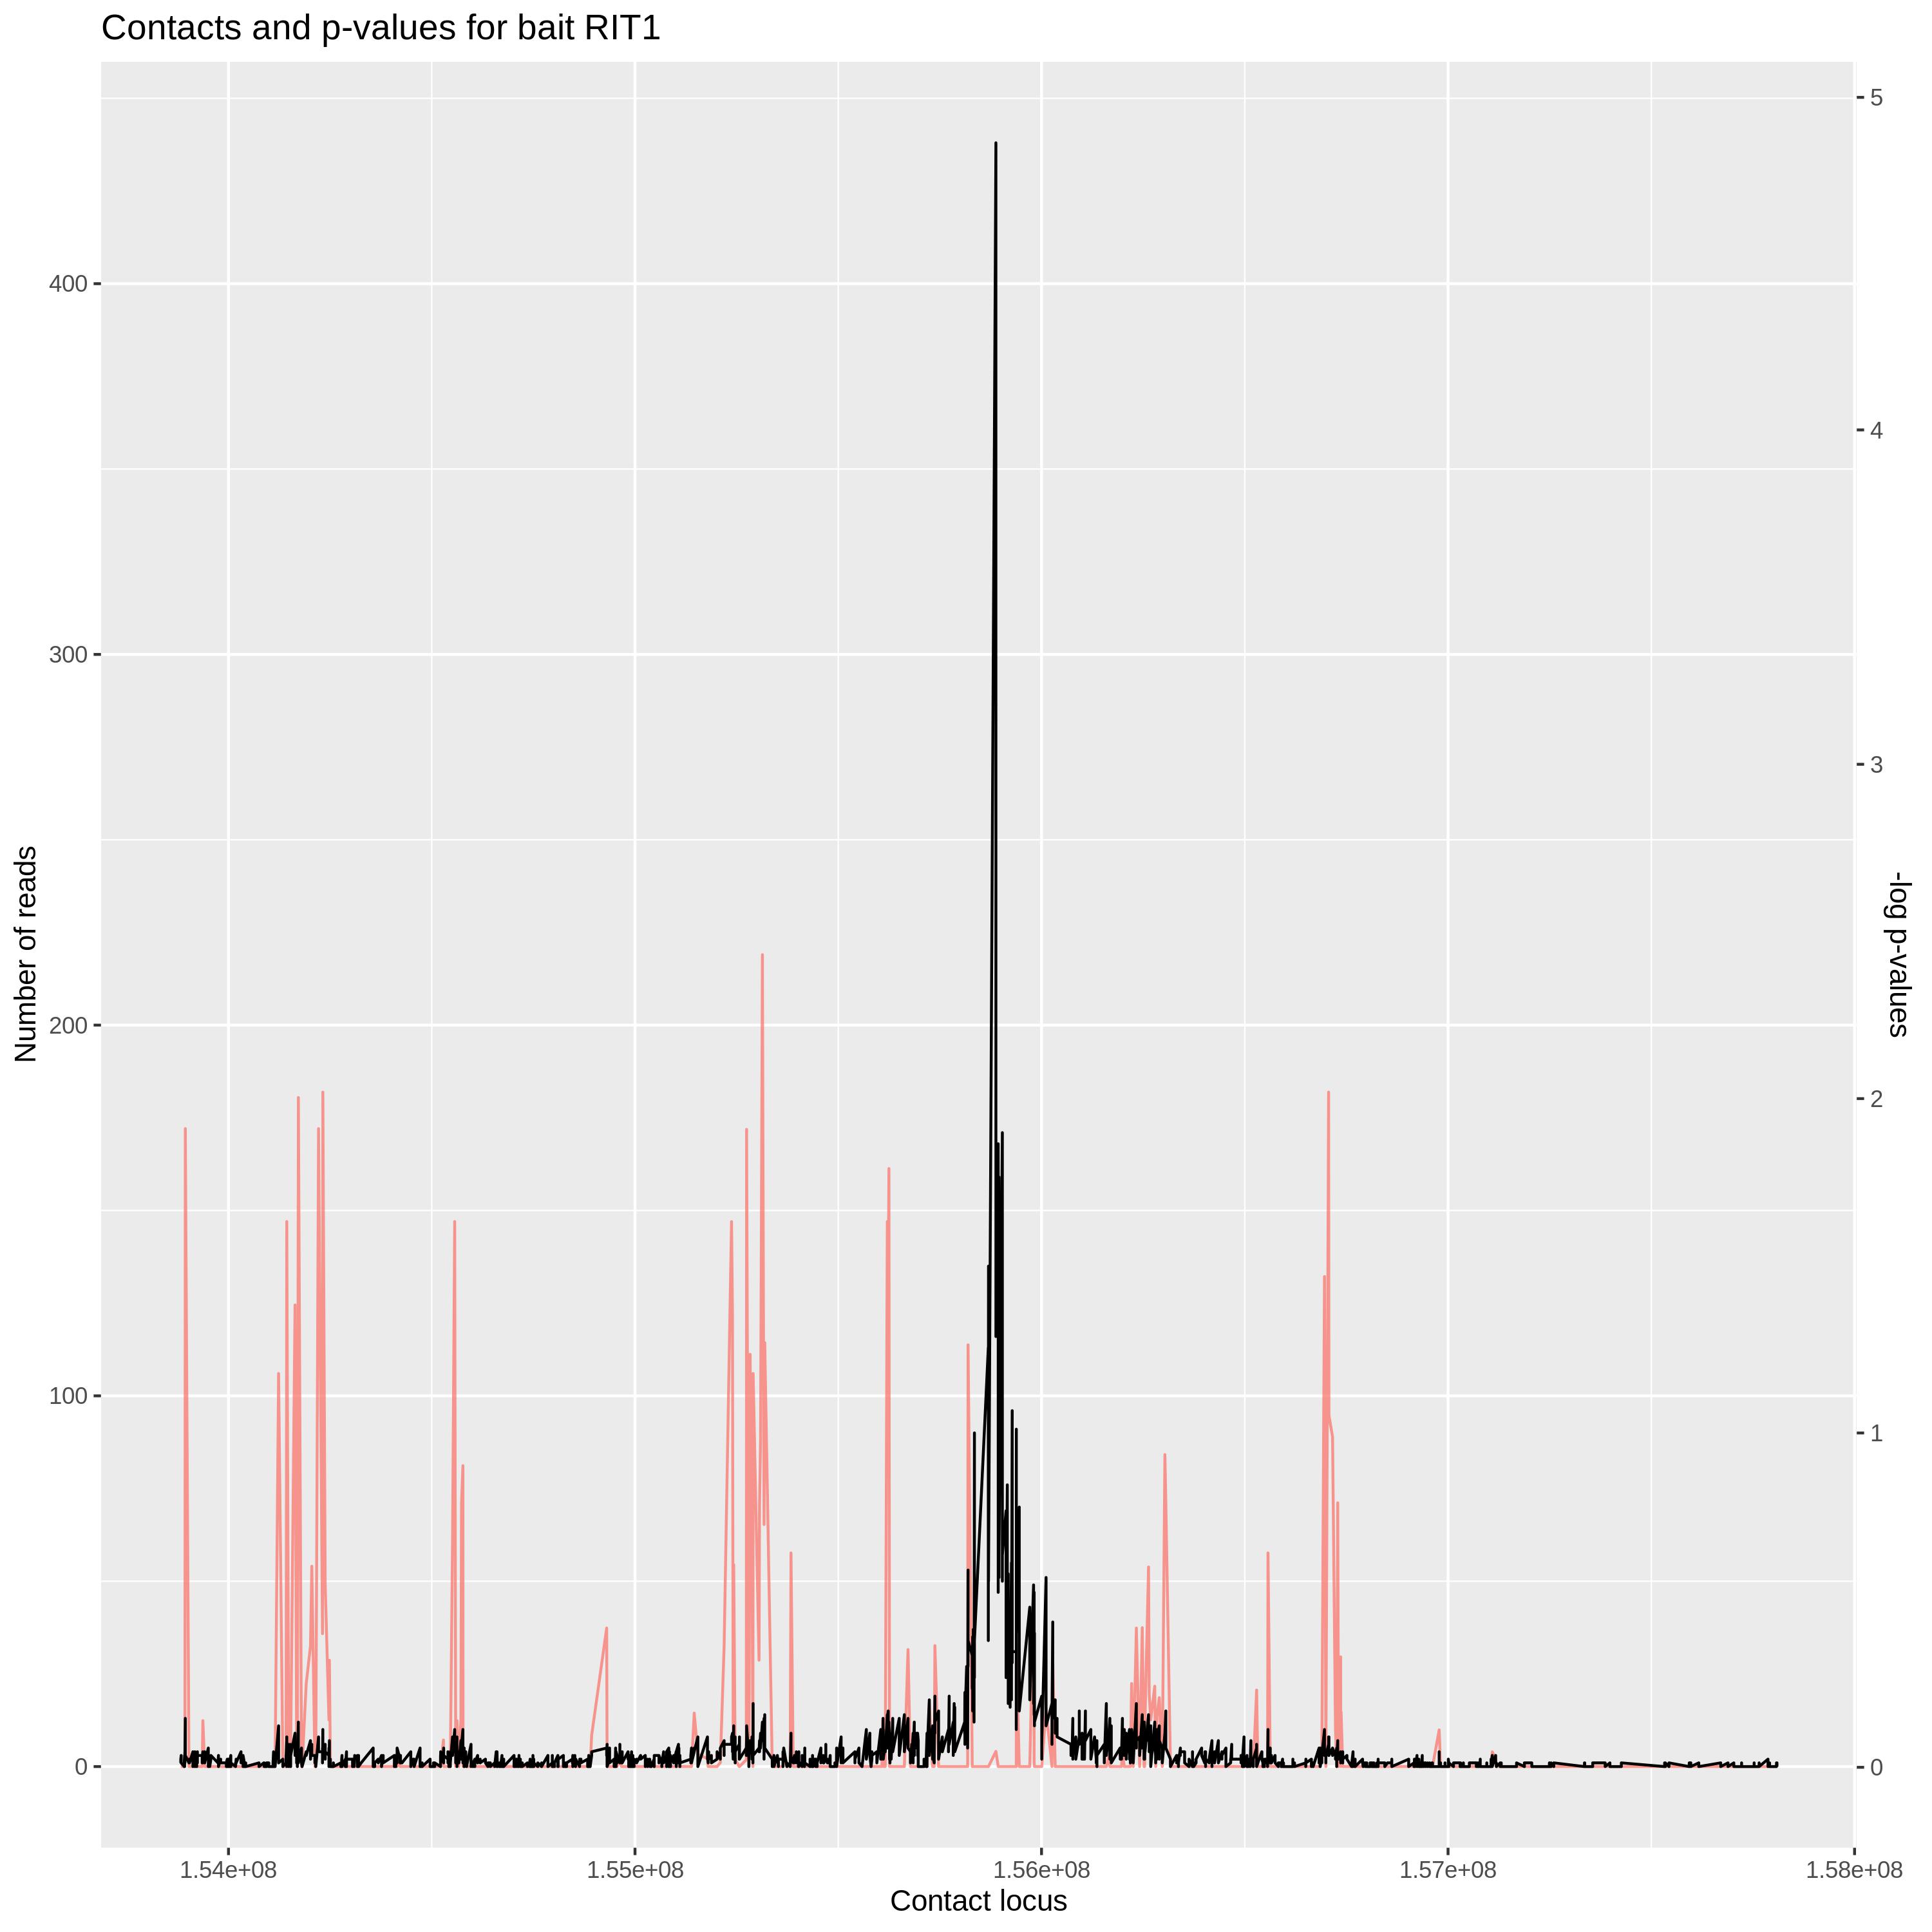 Contacts and p-values for bait RIT1
5
4
3
2
1
0
400
300
200
100
0
Number of reads
-log p-values
1.54e+08
1.55e+08
1.56e+08
1.57e+08
1.58e+08
Contact locus